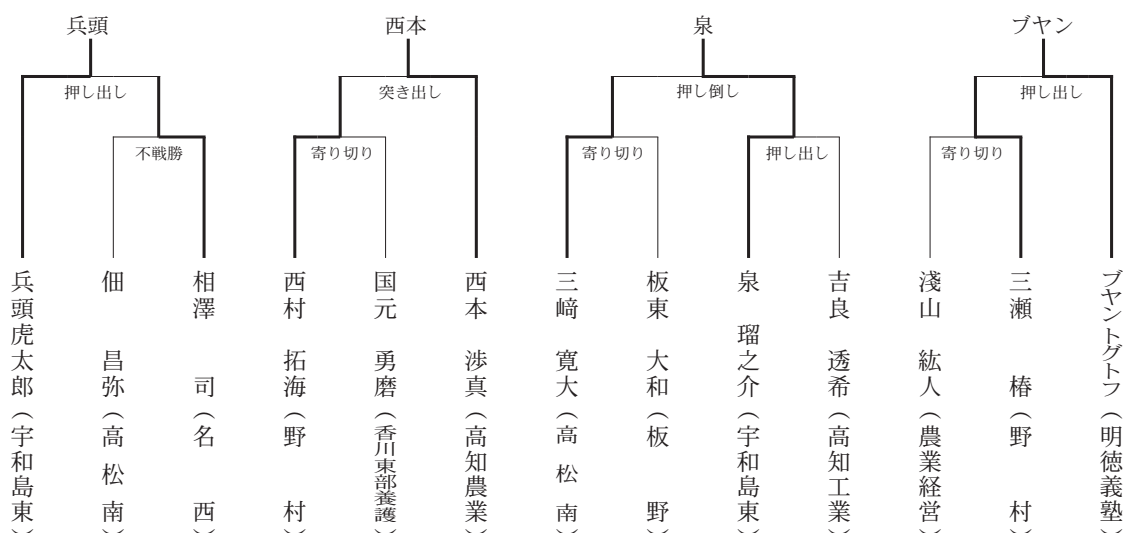 兵頭
西本
泉
ブヤン
押し出し
突き出し
押し倒し
押し出し
不戦勝
寄り切り
寄り切り
押し出し
寄り切り
兵頭虎太郎(宇和島東)
佃 昌弥(高松南)
相澤 司(名西)
西村 拓海(野村)
国元 勇磨(香川東部養護)
西本 渉真(高知農業)
三﨑 寛大(高松南)
板東 大和(板野)
泉 瑠之介(宇和島東)
吉良 透希(高知工業)
淺山 紘人(農業経営)
三瀬 椿(野村)
ブヤントグトフ(明徳義塾)